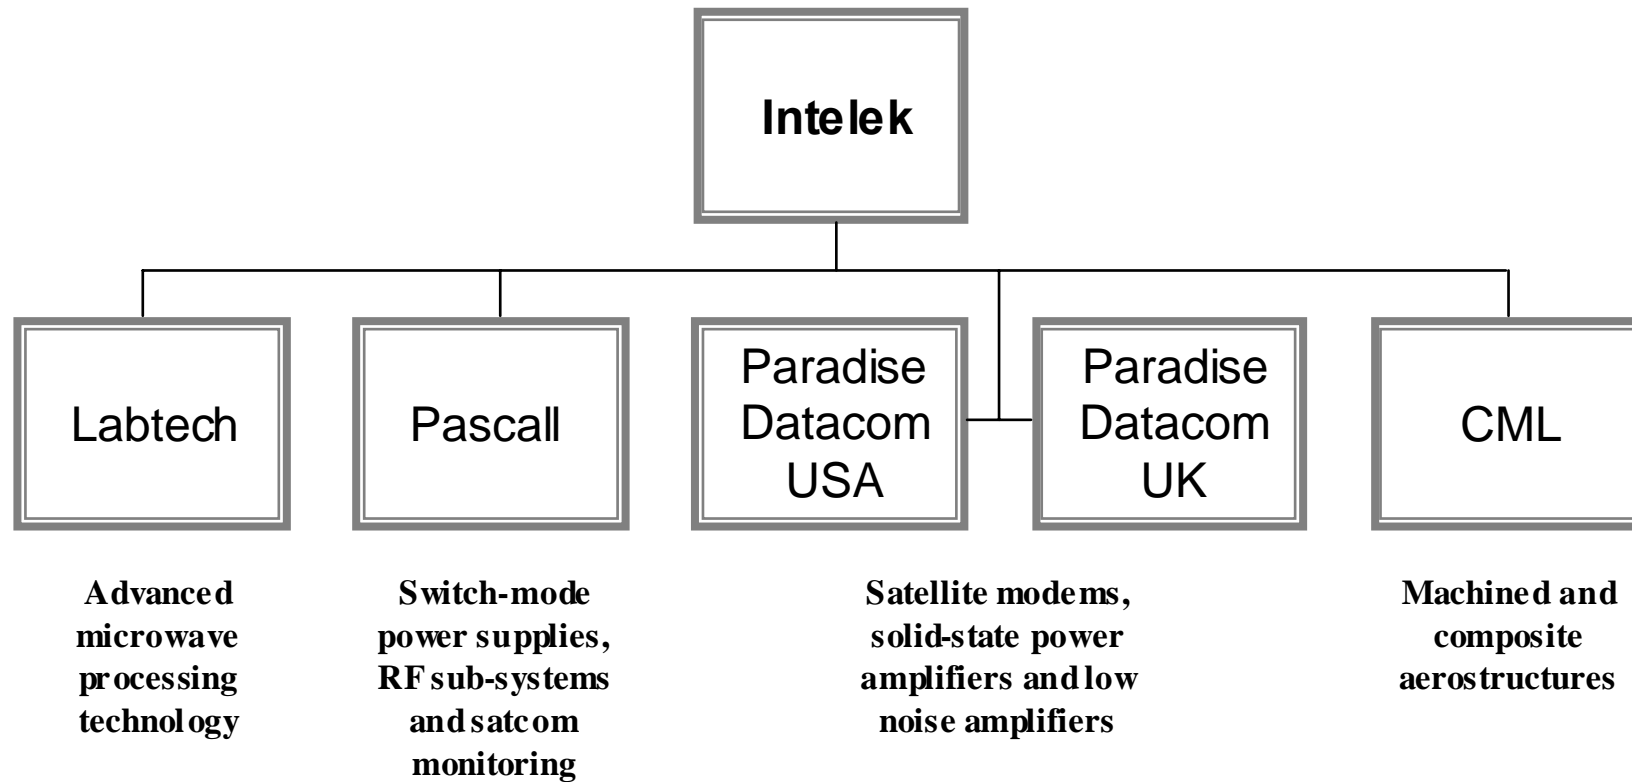 Intelek
Labtech
Pascall
Paradise
Datacom
USA
Paradise
Datacom
UK
CML
Advanced
microwave
processing
technology
Switch-mode
power supplies,
RF sub-systems
and satcom
monitoring
Satellite modems,
solid-state power
amplifiers and low
noise amplifiers
Machined and
composite
aerostructures